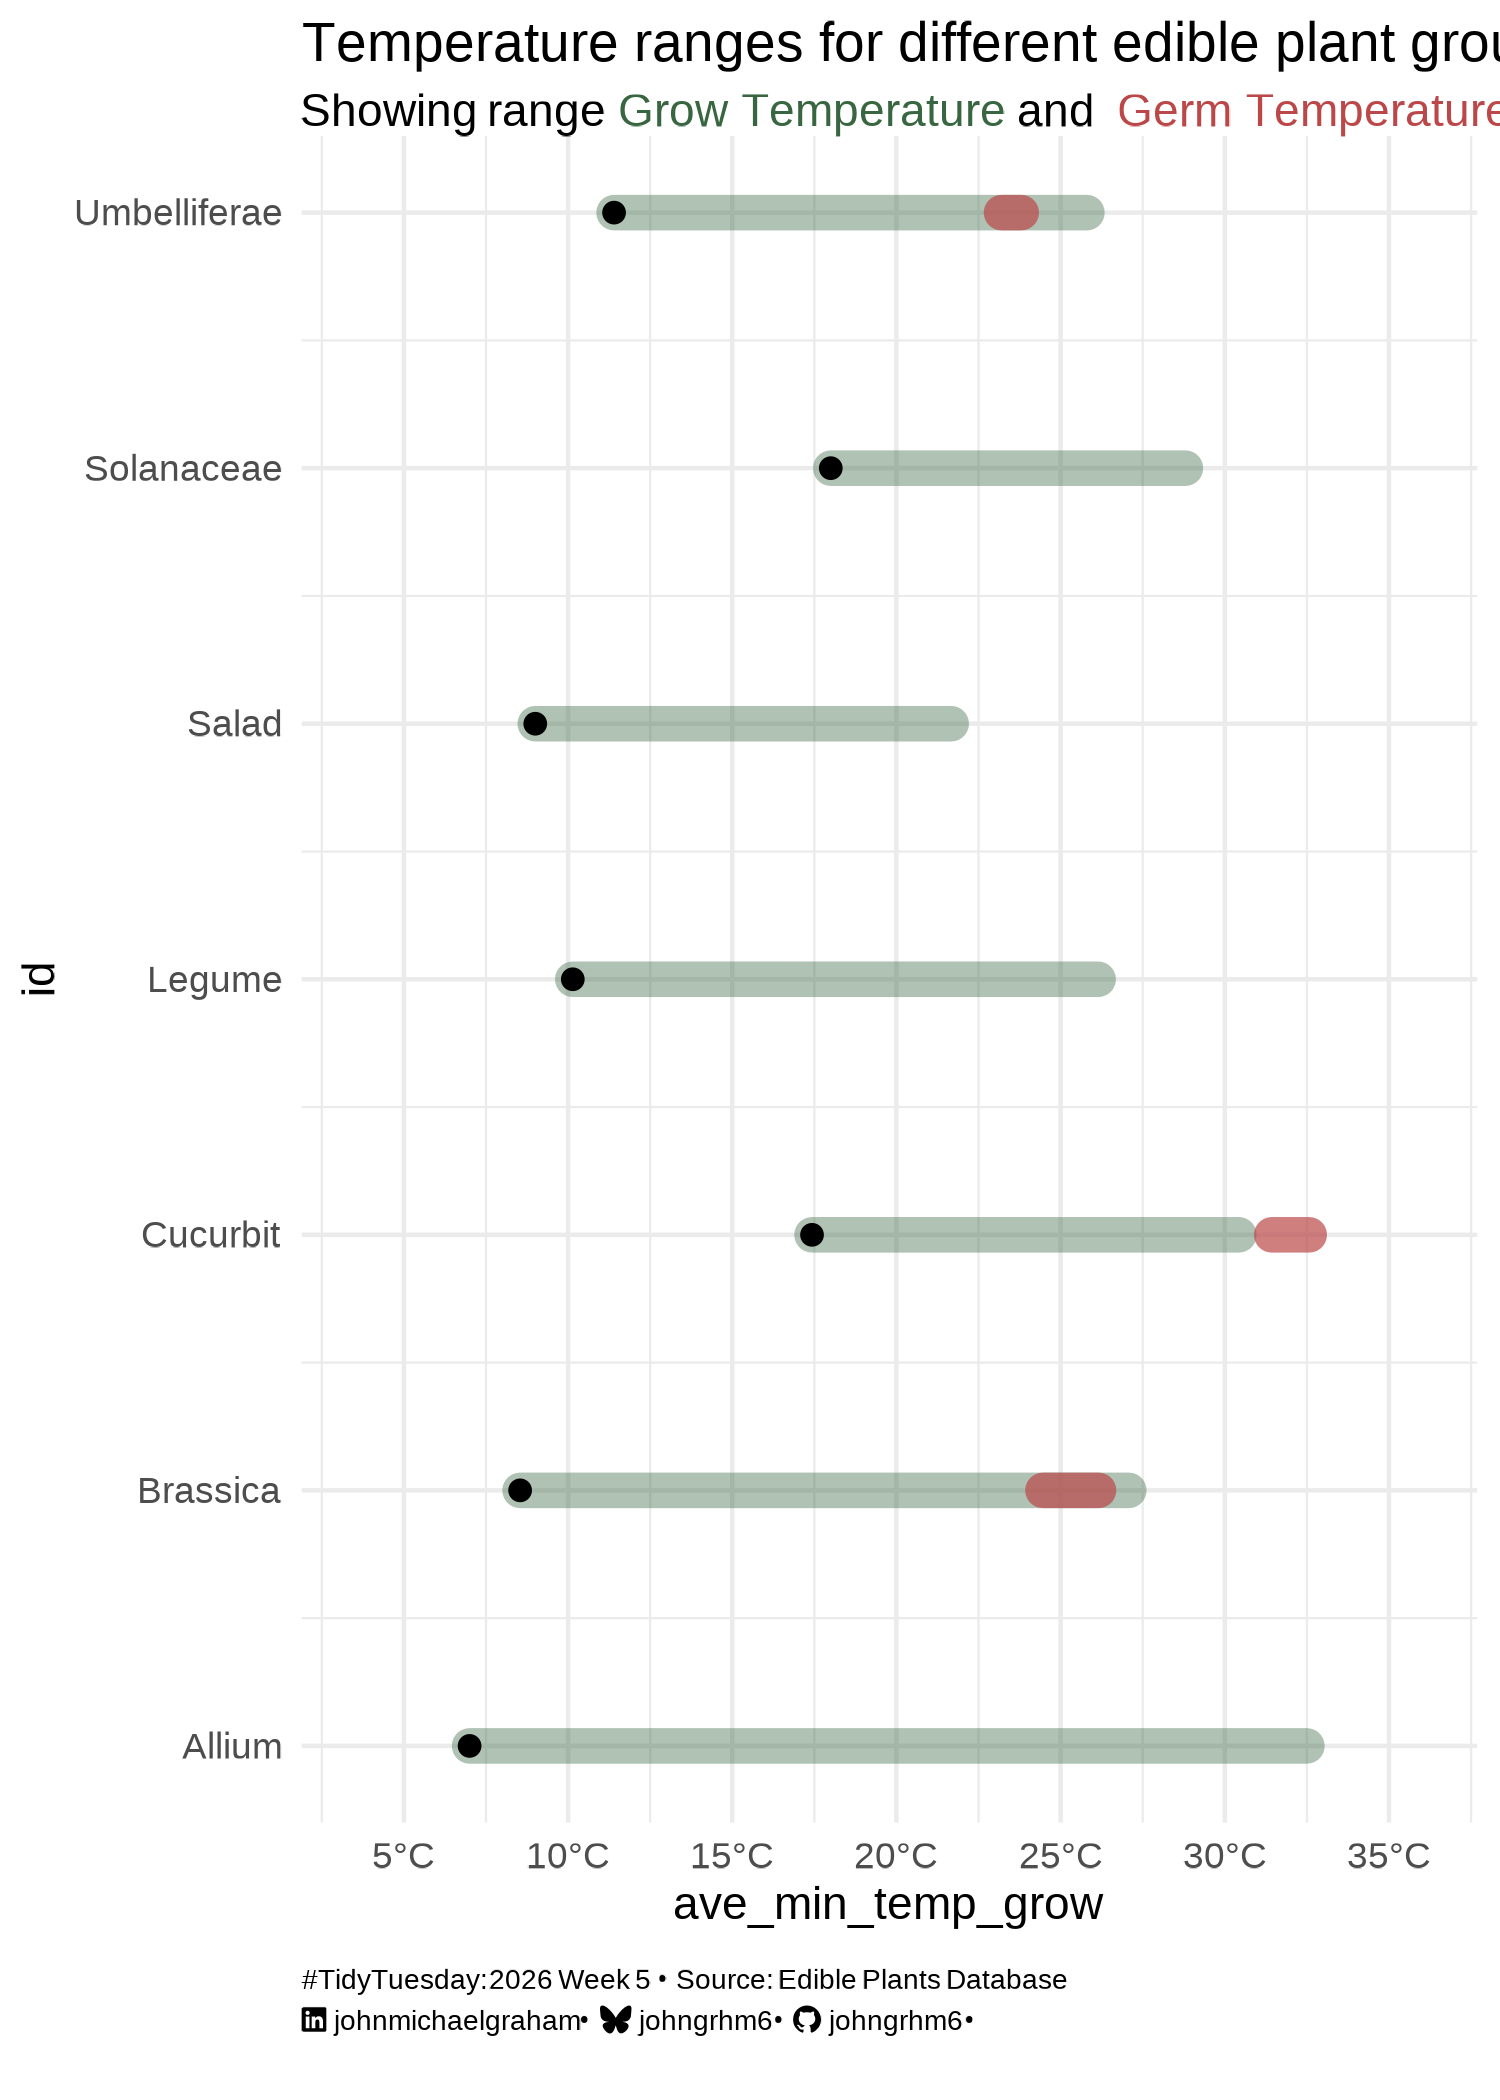 Temperature ranges for different edible plant grou
Showing range Grow Temperature and Germ Temperature
Umbelliferae
Solanaceae
Salad
Legume
id
Cucurbit
Brassica
Allium
5°C 10°C 15°C 20°C 25°C 30°C 35°C
ave_min_temp_grow
#TidyTuesday:2026 Week 5 • Source: Edible Plants Database
in johnmichaelgraham• johngrhm6• johngrhm6•